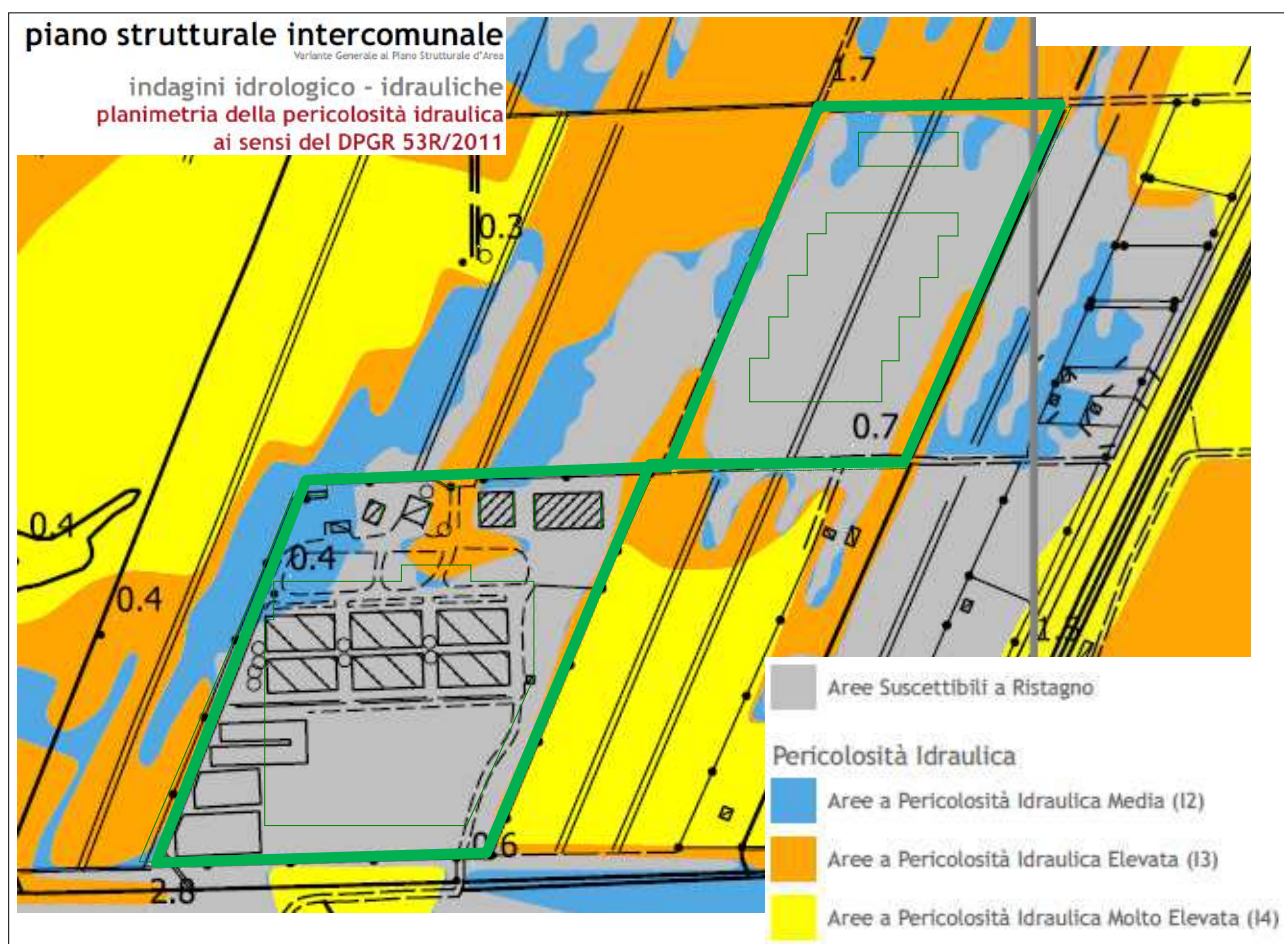 piano strutturale intercomunale
Variante Generale al Piano Strutturale d'Area
indagini idrologico - idrauliche
planimetria della pericolosità idraulica
ai sensi del DPGR 53R/2011
1.7
0.3
0.7
0.4
0.4
0.4
0.6
2.8
Aree Suscettibili a Ristagno
Pericolosità Idraulica
Aree a Pericolosità Idraulica Media (I2)
Aree a Pericolosità Idraulica Elevata (I3)
Aree a Pericolosità Idraulica Molto Elevata (I4)